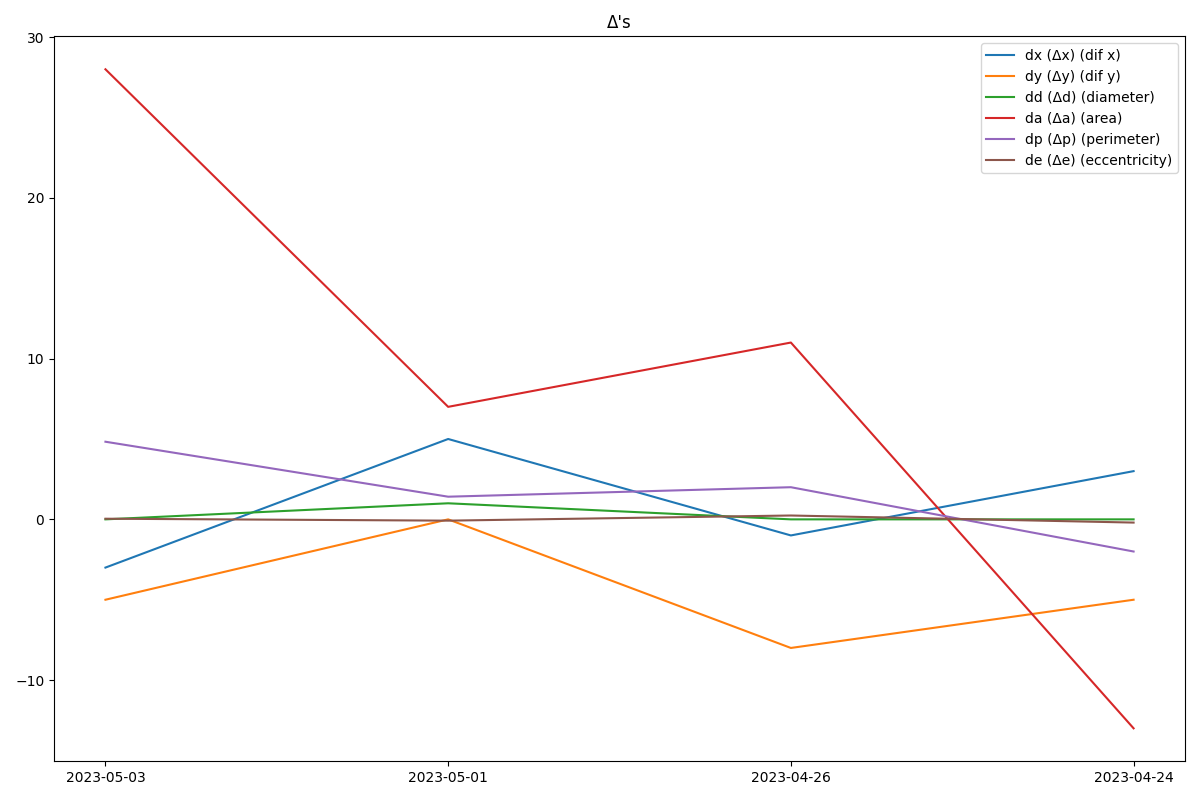 Δ's
30
20
10
0
−10
dx (Δx) (dif x)
dy (Δy) (dif y)
dd (Δd) (diameter)
da (Δa) (area)
dp (Δp) (perimeter)
de (Δe) (eccentricity)
2023-05-03
2023-05-01
2023-04-26
2023-04-24